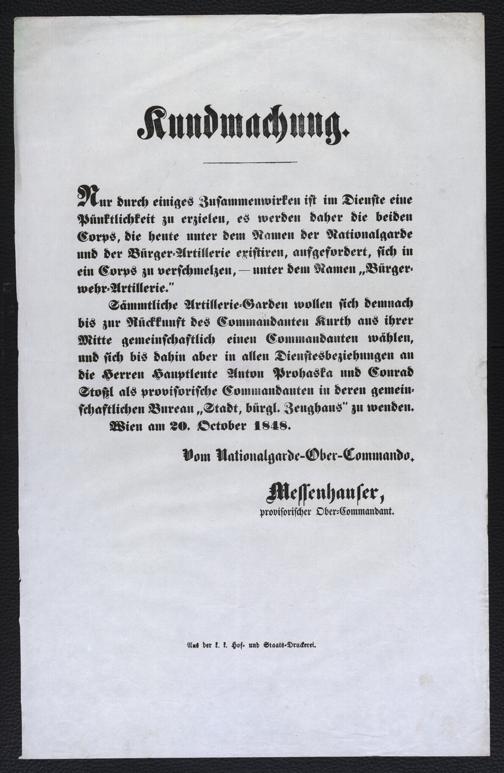 Kundmachung.
Nur durch einiges Zusammenwirken ist im Dienste eine
Pünktlichkeit zu erzielen, es werden daher die beiden
Corps, die heute unter dem Namen der Nationalgarde
und der Bürger-Artillerie existiren, aufgefordert, sich in
ein Corps zu verschmelzen, — unter dem Namen „Bürger-
wehr-Artillerie."
Sämmtliche Artillerie-Garden wollen sich demnach
bis zur Rückkunft des Commandanten Kurth aus ihrer
Mitte gemeinschaftlich einen Commandanten wählen,
und sich bis dahin aber in allen Dienstesbeziehungen an
die Herren Hauptleute Anton Prohaska und Conrad
Stoßl als provisorische Commandanten in deren gemein-
schaftlichen Bureau „Stadt, bürgl. Zeughaus" zu wenden.
Wien am 20. October 1848.
Vom Nationalgarde-Ober-Commando.
Messenhauser,
provisorischer Ober-Commandant.
Aus der k. k. Hof- und Staats-Druckerei.